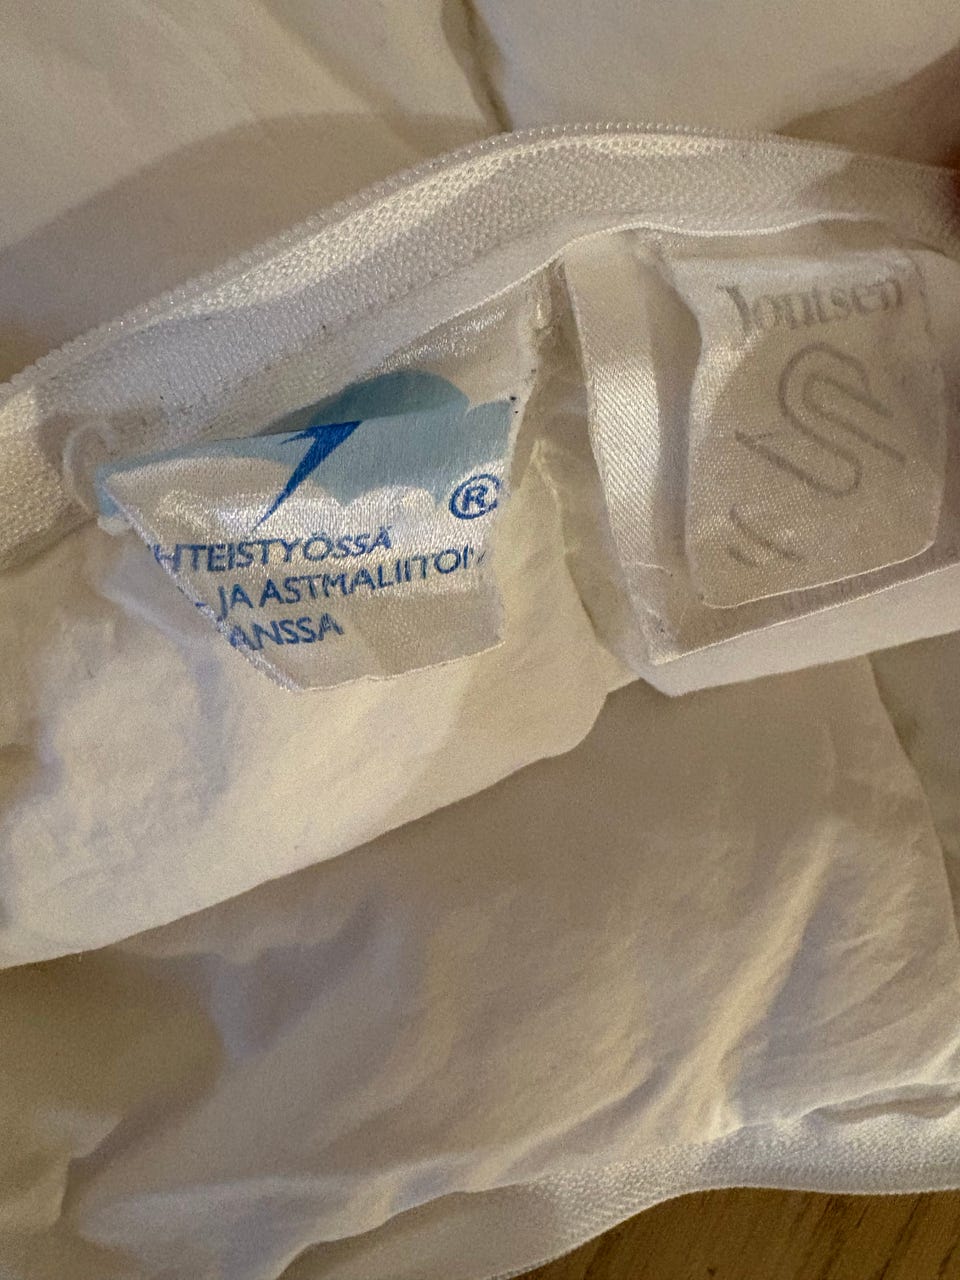 HTEISTYÖSSÄ
JA ASTMALIITON
ANSSA
®
Joutsen